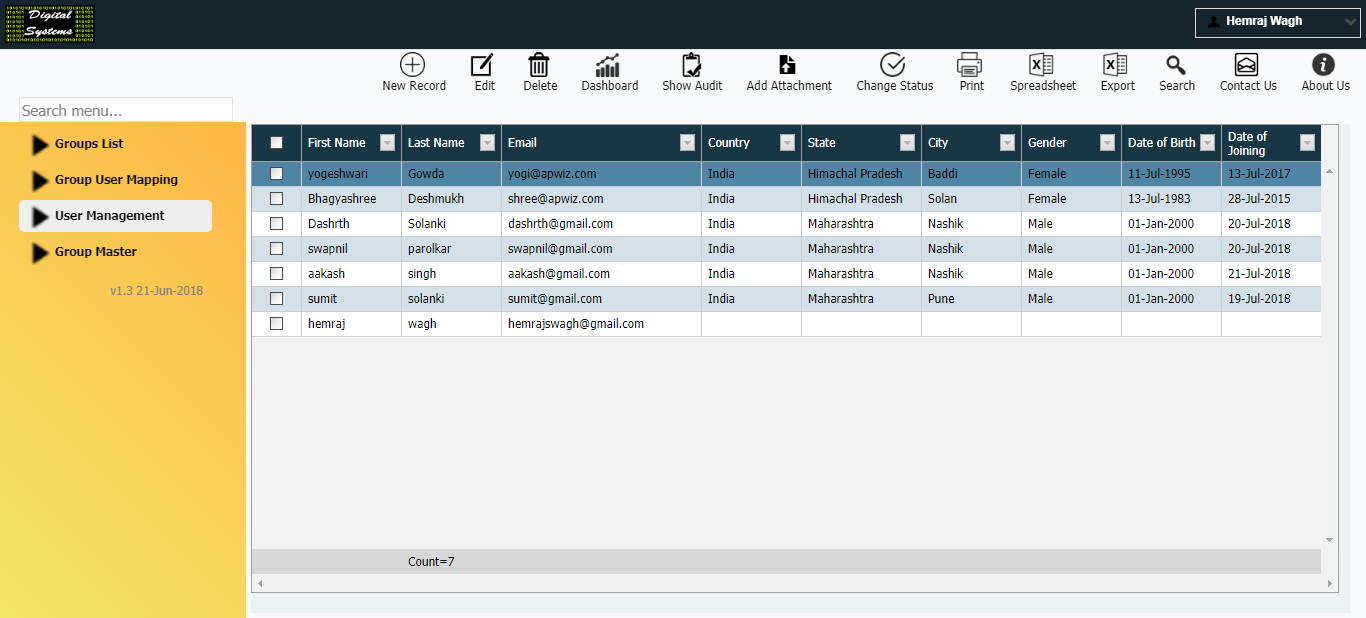 Digital
Systems
Hemraj Wagh
New Record Edit Delete Dashboard Show Audit Add Attachment Change Status Print Spreadsheet Export Search Contact Us About Us
Search menu...
Groups List
Group User Mapping
User Management
Group Master
v1.3 21-Jun-2018
First Name Last Name Email Country State City Gender Date of Birth Date of Joining
yogeshwari Gowda yogi@apwiz.com India Himachal Pradesh Baddi Female 11-Jul-1995 13-Jul-2017
Bhagyashree Deshmukh shree@apwiz.com India Himachal Pradesh Solan Female 13-Jul-1983 28-Jul-2015
Dashrth Solanki dashrth@gmail.com India Maharashtra Nashik Male 01-Jan-2000 20-Jul-2018
swapnil parolkar swapnil@gmail.com India Maharashtra Nashik Male 01-Jan-2000 20-Jul-2018
aakash singh aakash@gmail.com India Maharashtra Nashik Male 01-Jan-2000 21-Jul-2018
sumit solanki sumit@gmail.com India Maharashtra Pune Male 01-Jan-2000 19-Jul-2018
hemraj wagh hemrajswagh@gmail.com
Count=7